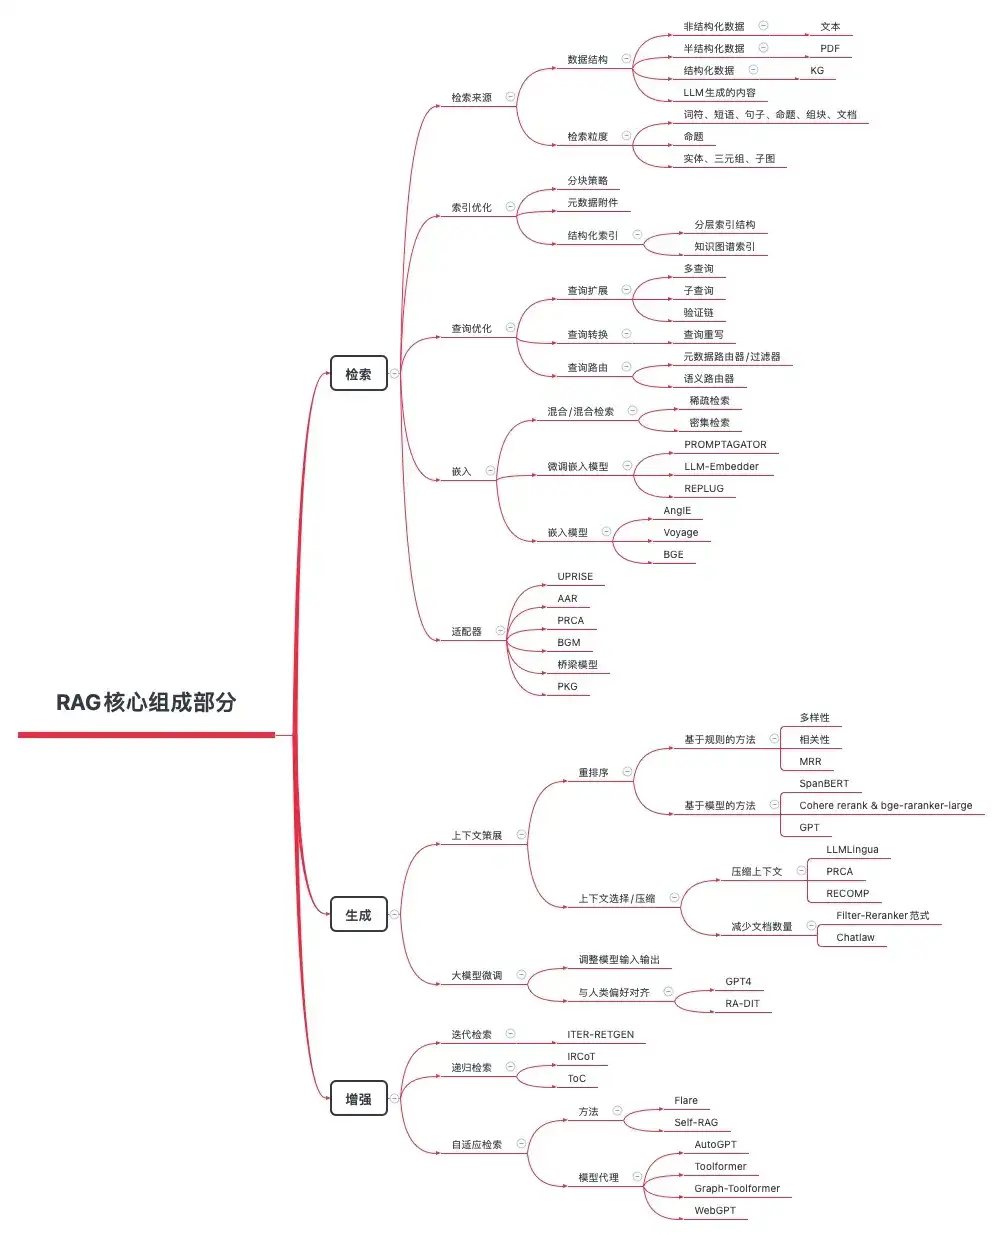 RAG核心组成部分
检索
检索来源
数据结构
非结构化数据
文本
半结构化数据
PDF
结构化数据
KG
LLM生成的内容
检索粒度
词符、短语、句子、命题、组块、文档
命题
实体、三元组、子图
索引优化
分块策略
元数据附件
结构化索引
分层索引结构
知识图谱索引
查询优化
查询扩展
多查询
子查询
验证链
查询转换
查询重写
查询路由
元数据路由器/过滤器
语义路由器
嵌入
混合/混合检索
稀疏检索
密集检索
微调嵌入模型
PROMPTAGATOR
LLM-Embedder
REPLUG
嵌入模型
AnglE
Voyage
BGE
适配器
UPRISE
AAR
PRCA
BGM
桥梁模型
PKG
生成
上下文策展
重排序
基于规则的方法
多样性
相关性
MRR
基于模型的方法
SpanBERT
Cohere rerank & bge-raranker-large
GPT
上下文选择/压缩
压缩上下文
LLMLingua
PRCA
RECOMP
减少文档数量
Filter-Reranker范式
Chatlaw
大模型微调
调整模型输入输出
与人类偏好对齐
GPT4
RA-DIT
增强
迭代检索
ITER-RETGEN
递归检索
IRCoT
ToC
自适应检索
方法
Flare
Self-RAG
模型代理
AutoGPT
Toolformer
Graph-Toolformer
WebGPT